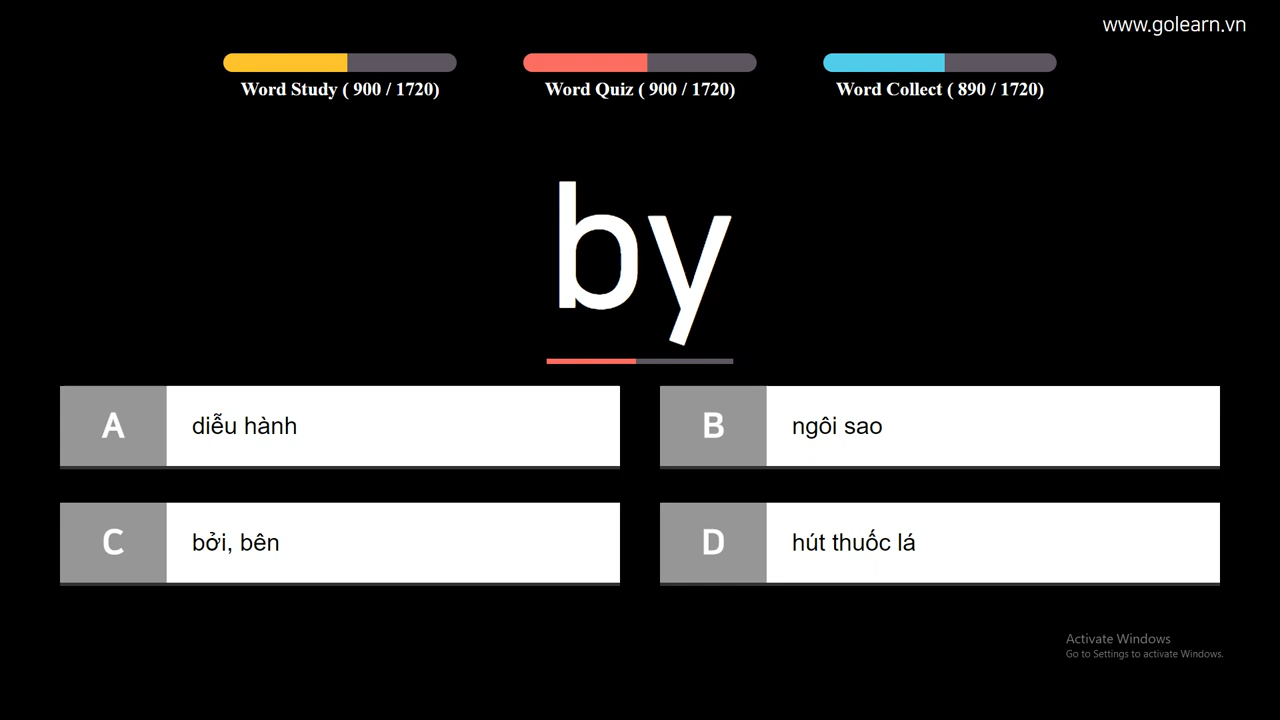 www.golearn.vn
Word Study ( 900 / 1720)
Word Quiz ( 900 / 1720)
Word Collect ( 890 / 1720)
by
A
diễu hành
B
ngôi sao
C
bởi, bên
D
hút thuốc lá
Activate Windows
Go to Settings to activate Windows.